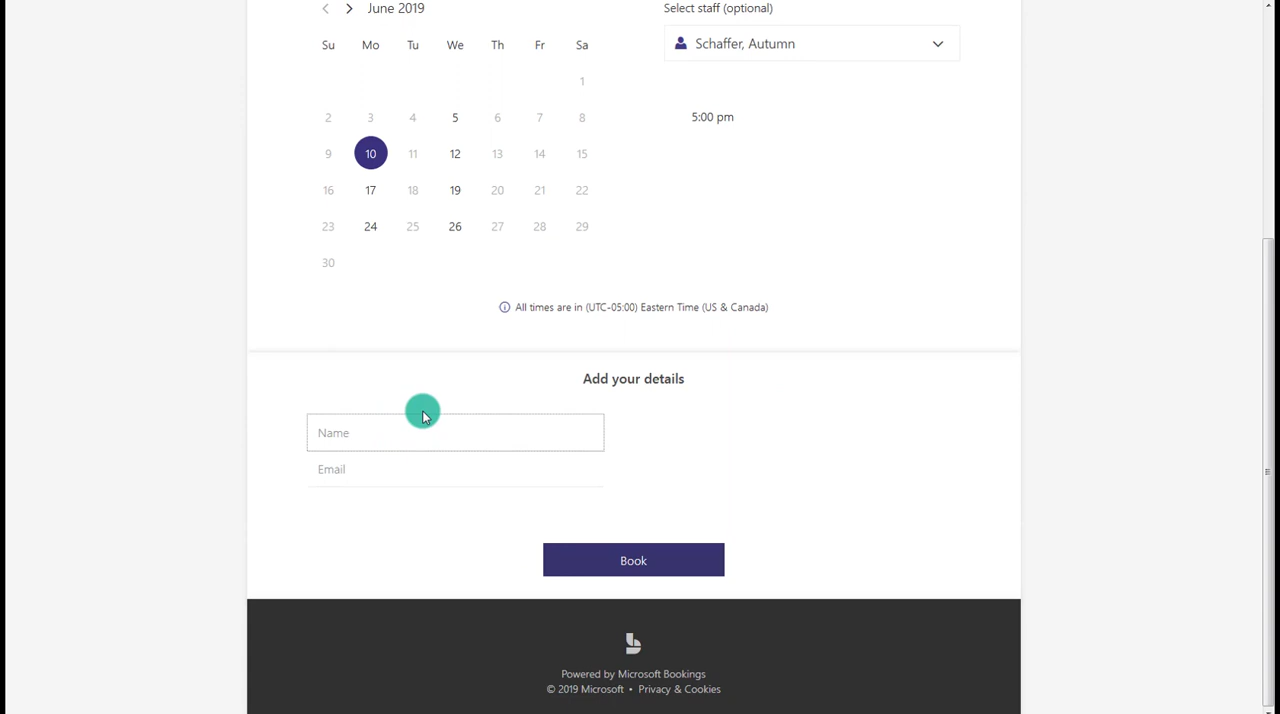 June 2019
Su Mo Tu We Th Fr Sa
1
2 3 4 5 6 7 8
9 10 11 12 13 14 15
16 17 18 19 20 21 22
23 24 25 26 27 28 29
30
Select staff (optional)
Schaffer, Autumn
5:00 pm
All times are in (UTC-05:00) Eastern Time (US & Canada)
Add your details
Name
Email
Book
Powered by Microsoft Bookings
© 2019 Microsoft • Privacy & Cookies